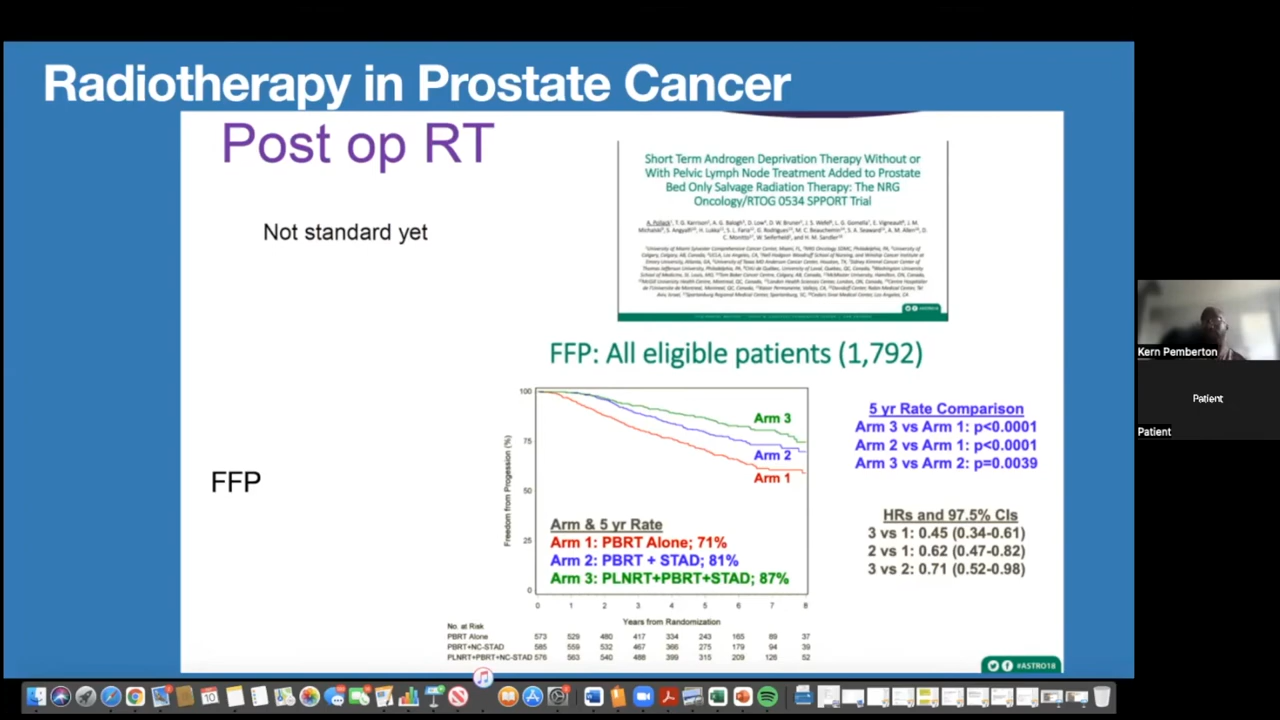 Radiotherapy in Prostate Cancer
Post op RT
Not standard yet
Short Term Androgen Deprivation Therapy Without or
With Pelvic Lymph Node Treatment Added to Prostate
Bed Only Salvage Radiation Therapy: The NRG
Oncology/RTOG 0534 SPPORT Trial
FFP: All eligible patients (1,792)
FFP
Freedom from Progession (%)
100
75
50
25
0
Arm 3
Arm 2
Arm 1
Arm & 5 yr Rate
Arm 1: PBRT Alone; 71%
Arm 2: PBRT + STAD; 81%
Arm 3: PLNRT+PBRT+STAD; 87%
0 1 2 3 4 5 6 7 8
Years from Randomization
No. at Risk
PBRT Alone 573 529 480 417 334 243 165 89 37
PBRT+NC-STAD 585 559 532 467 366 275 179 94 39
PLNRT+PBRT+NC-STAD 576 563 540 488 399 315 209 126 52
5 yr Rate Comparison
Arm 3 vs Arm 1: p<0.0001
Arm 2 vs Arm 1: p<0.0001
Arm 3 vs Arm 2: p=0.0039
HRs and 97.5% CIs
3 vs 1: 0.45 (0.34-0.61)
2 vs 1: 0.62 (0.47-0.82)
3 vs 2: 0.71 (0.52-0.98)
#ASTRO18
Kern Pemberton
Patient
Patient
10